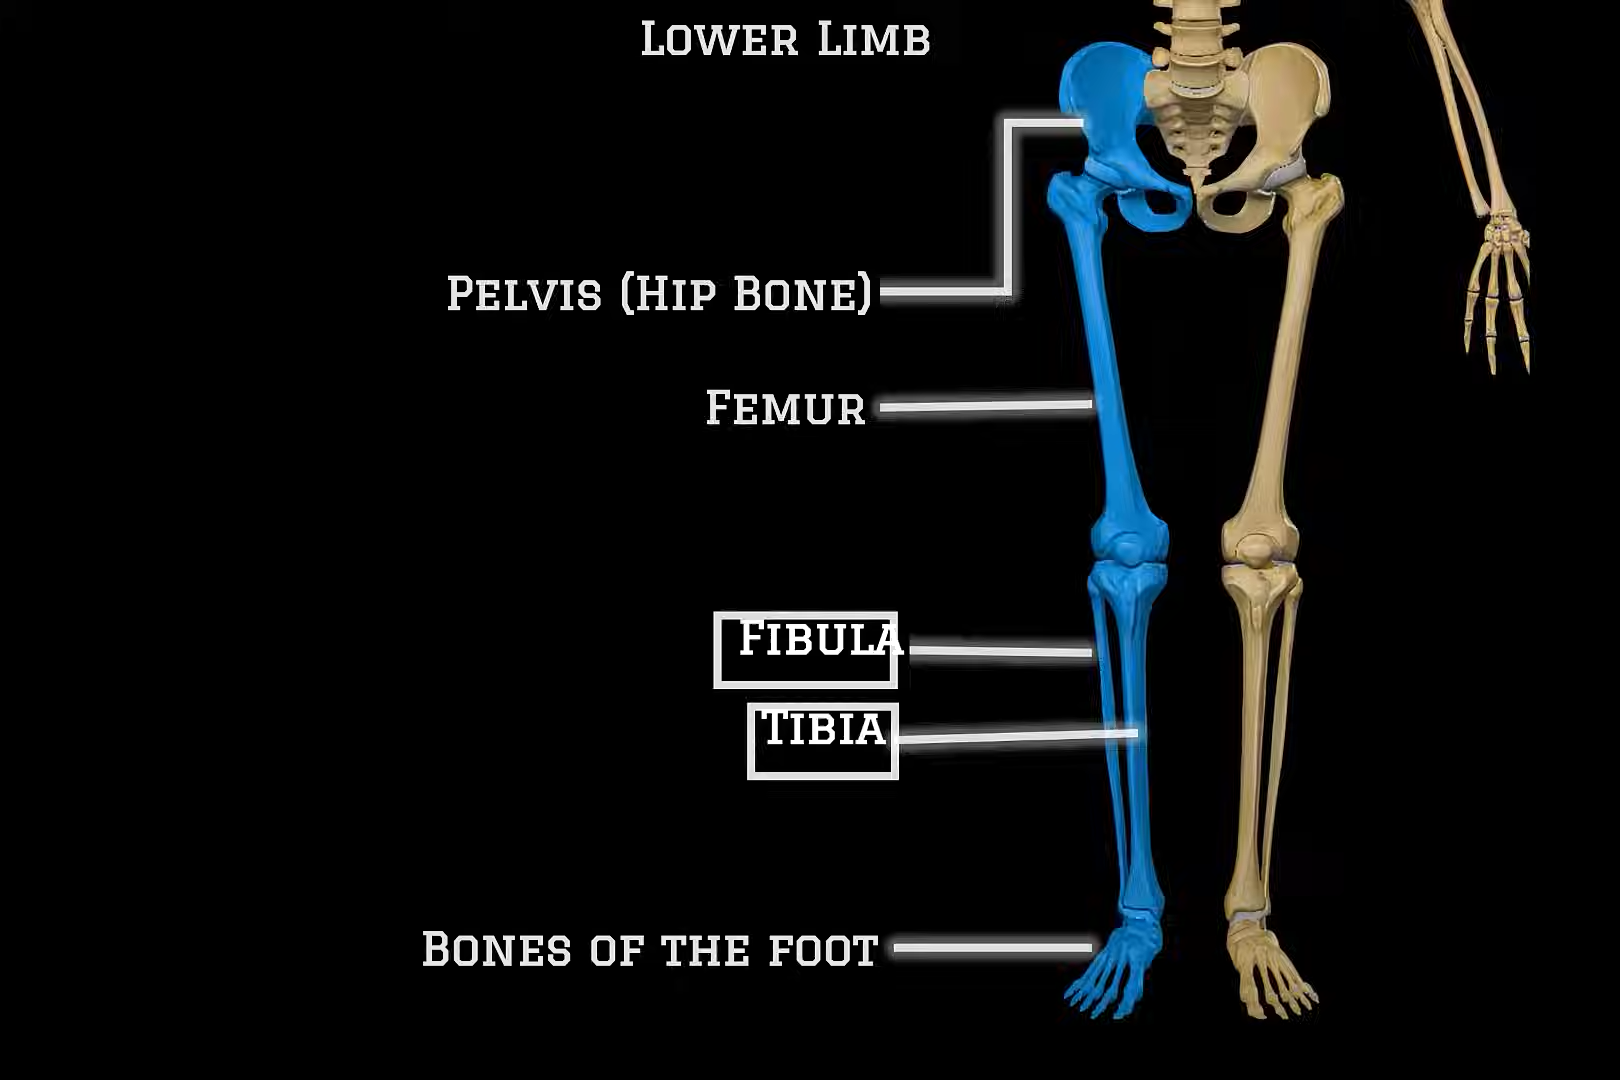 Lower Limb
Pelvis (Hip Bone)
Femur
Fibula
Tibia
Bones of the foot